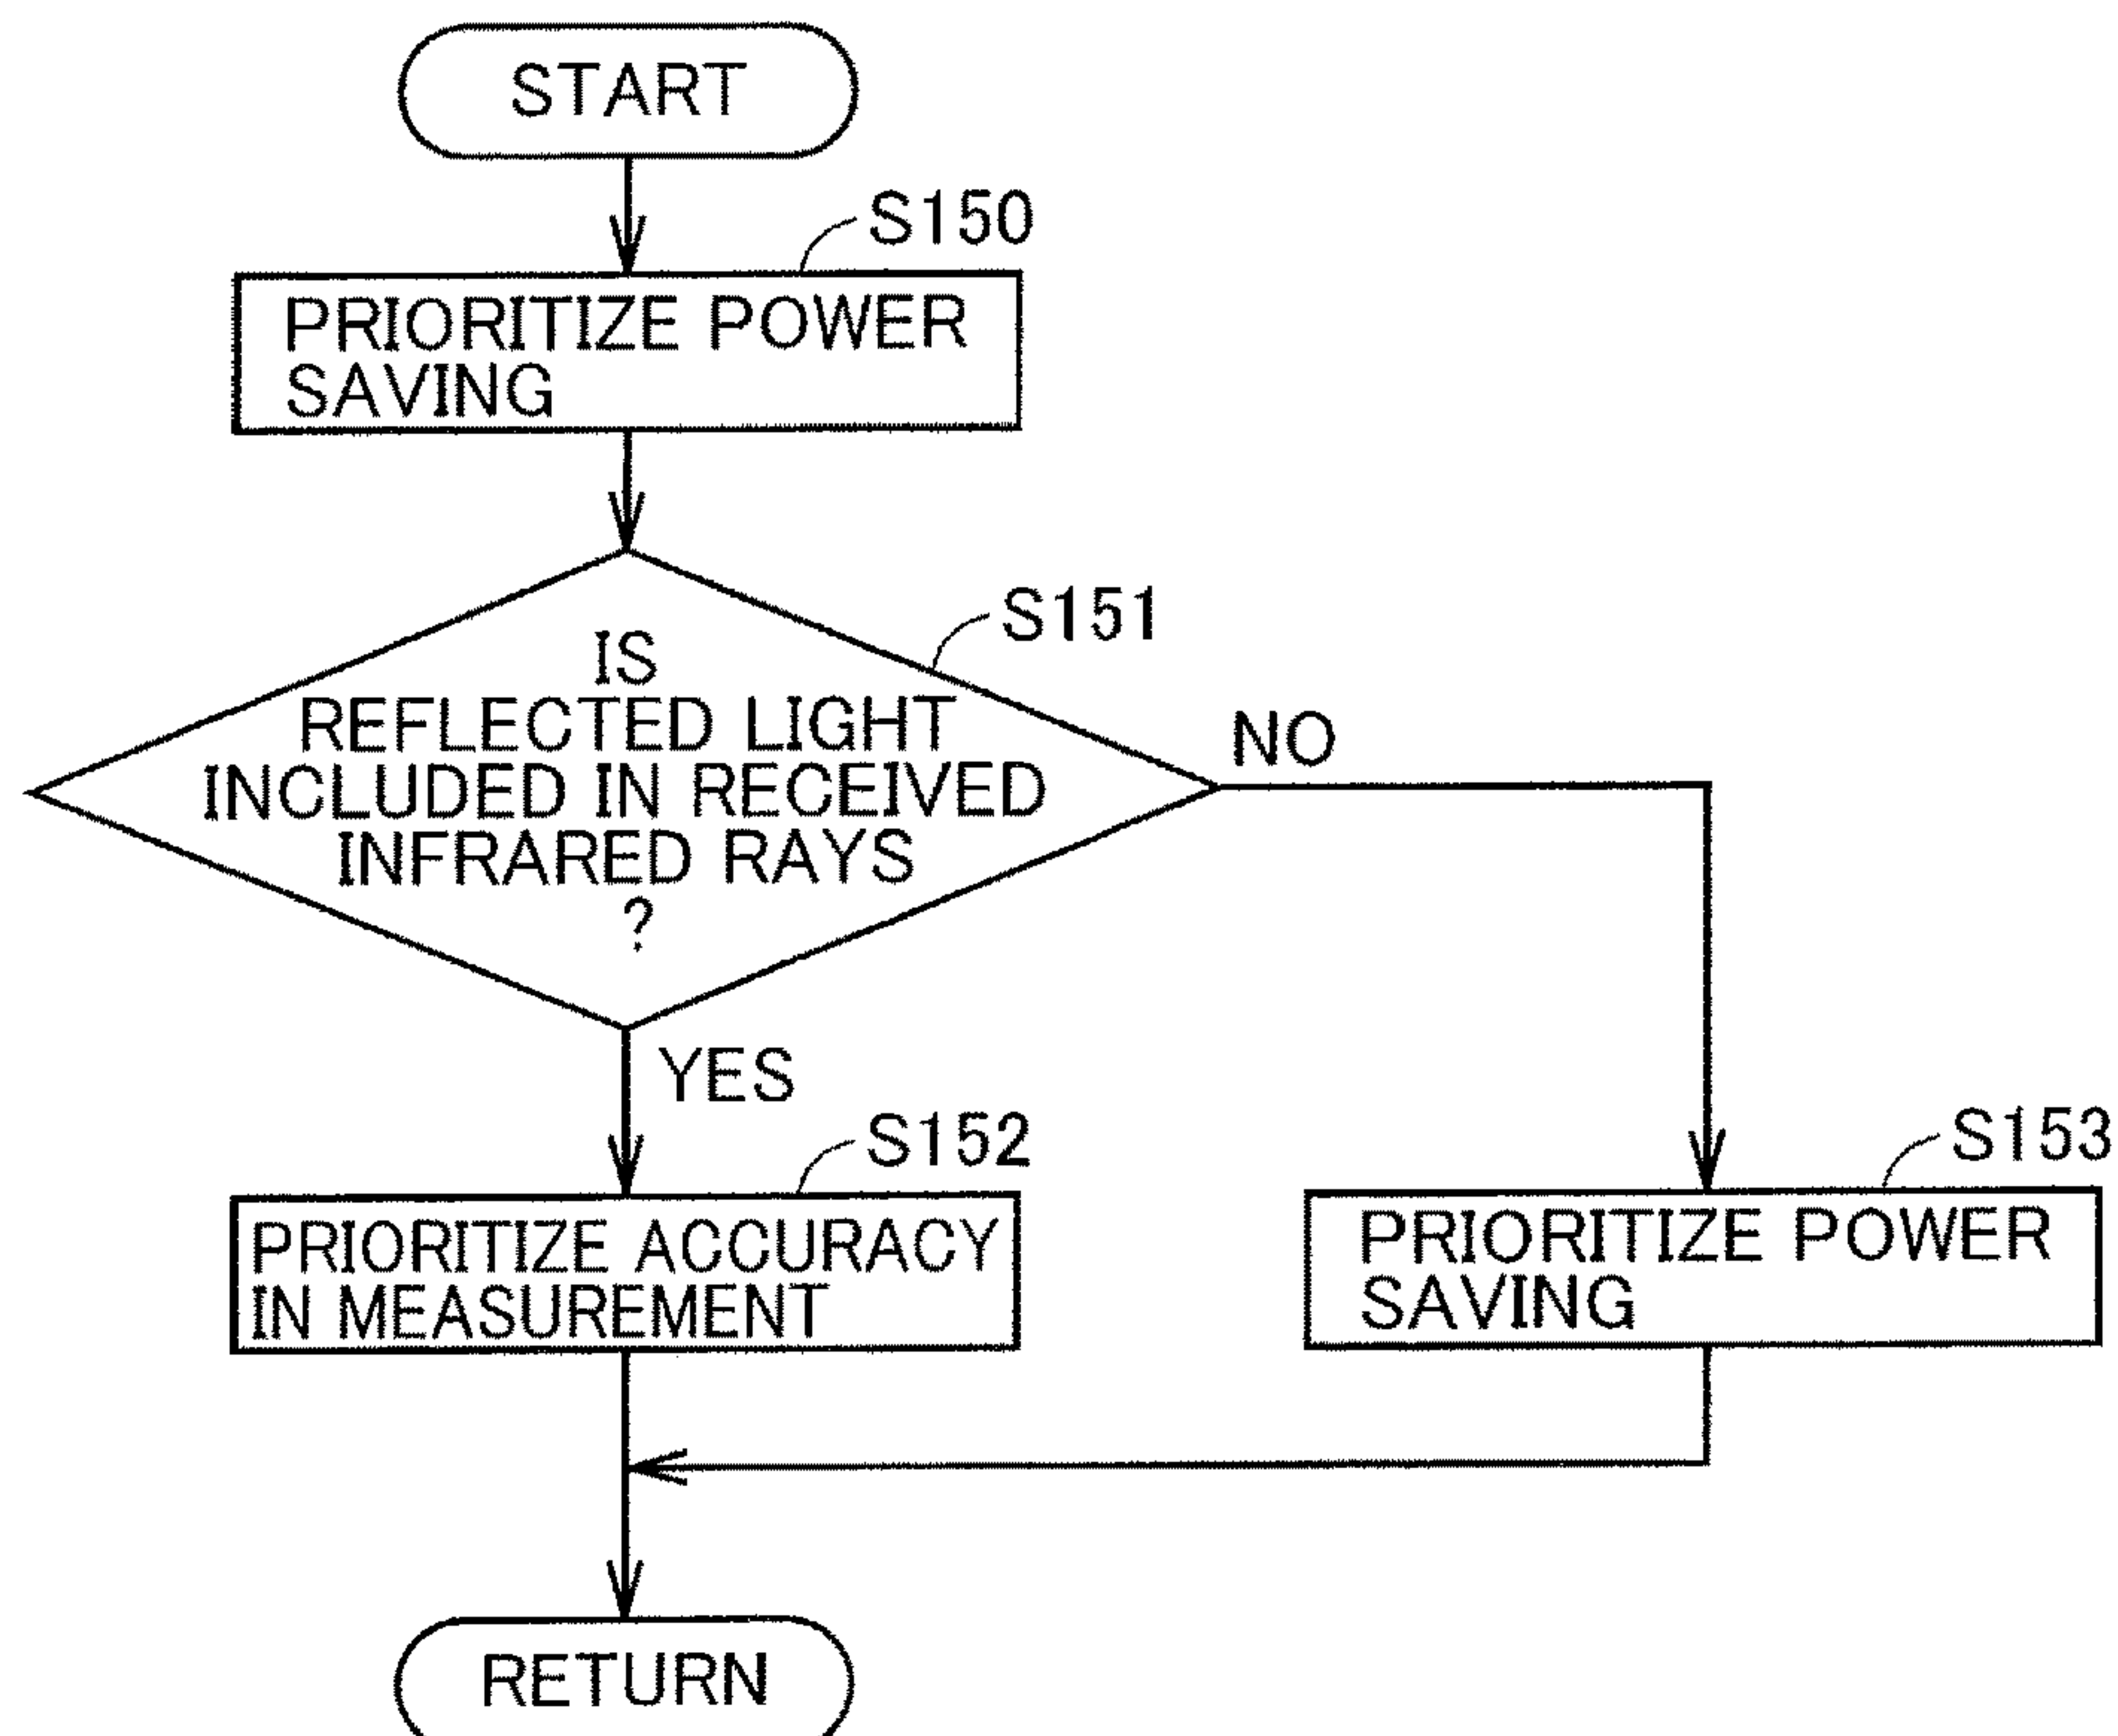 START
S150
PRIORITIZE POWER
SAVING
S151
IS
REFLECTED LIGHT
INCLUDED IN RECEIVED
INFRARED RAYS
?
NO
YES
S152
PRIORITIZE ACCURACY
IN MEASUREMENT
S153
PRIORITIZE POWER
SAVING
RETURN